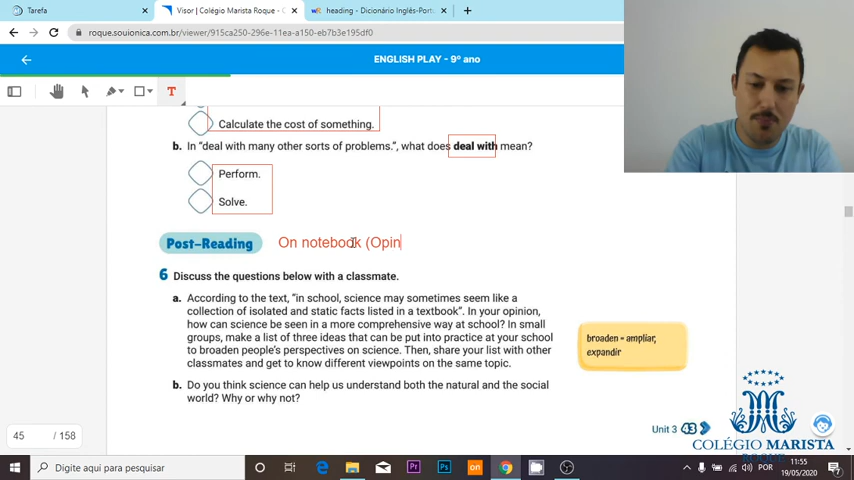 Tarefa
Visor | Colégio Marista Roque - C
heading - Dicionário Inglês-Port
roque.souionica.com.br/viewer/915ca250-296e-11ea-a150-eb7b3e195df0
ENGLISH PLAY - 9º ano
T
Calculate the cost of something.
b. In “deal with many other sorts of problems.”, what does deal with mean?
Perform.
Solve.
Post-Reading On notebook (Opin
6 Discuss the questions below with a classmate.
a. According to the text, “in school, science may sometimes seem like a
collection of isolated and static facts listed in a textbook”. In your opinion,
how can science be seen in a more comprehensive way at school? In small
groups, make a list of three ideas that can be put into practice at your school
to broaden people's perspectives on science. Then, share your list with other
classmates and get to know different viewpoints on the same topic.
broaden = ampliar,
expandir
b. Do you think science can help us understand both the natural and the social
world? Why or why not?
Unit 3 43
45 / 158
COLÉGIO MARISTA
ROQUE
Digite aqui para pesquisar
Pr
Ps
on
POR
11:55
19/05/2020